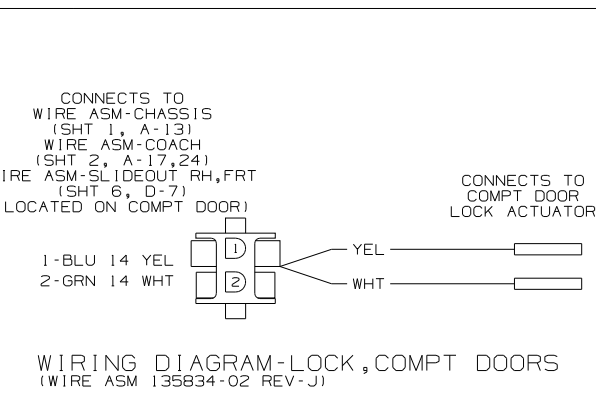 CONNECTS TO
WIRE ASM-CHASSIS
(SHT 1, A-13)
WIRE ASM-COACH
(SHT 2, A-17,24)
IRE ASM-SLIDEOUT RH,FRT
(SHT 6, D-7)
LOCATED ON COMPT DOOR)
CONNECTS TO
COMPT DOOR
LOCK ACTUATOR
1-BLU 14 YEL
2-GRN 14 WHT
1
2
YEL
WHT
WIRING DIAGRAM-LOCK,COMPT DOORS
(WIRE ASM 135834-02 REV-J)